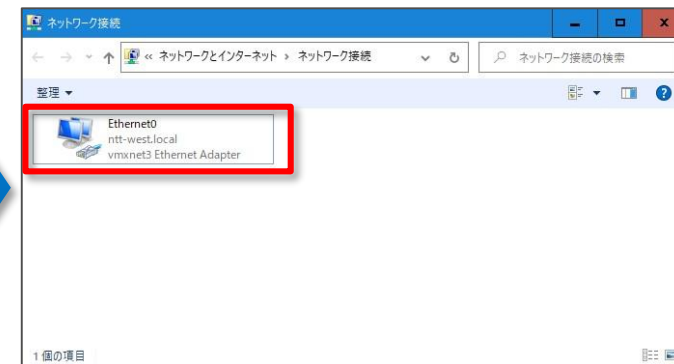 ネットワーク接続
« ネットワークとインターネット › ネットワーク接続
ネットワーク接続の検索
整理
Ethernet0
ntt-west.local
vmxnet3 Ethernet Adapter
1 個の項目